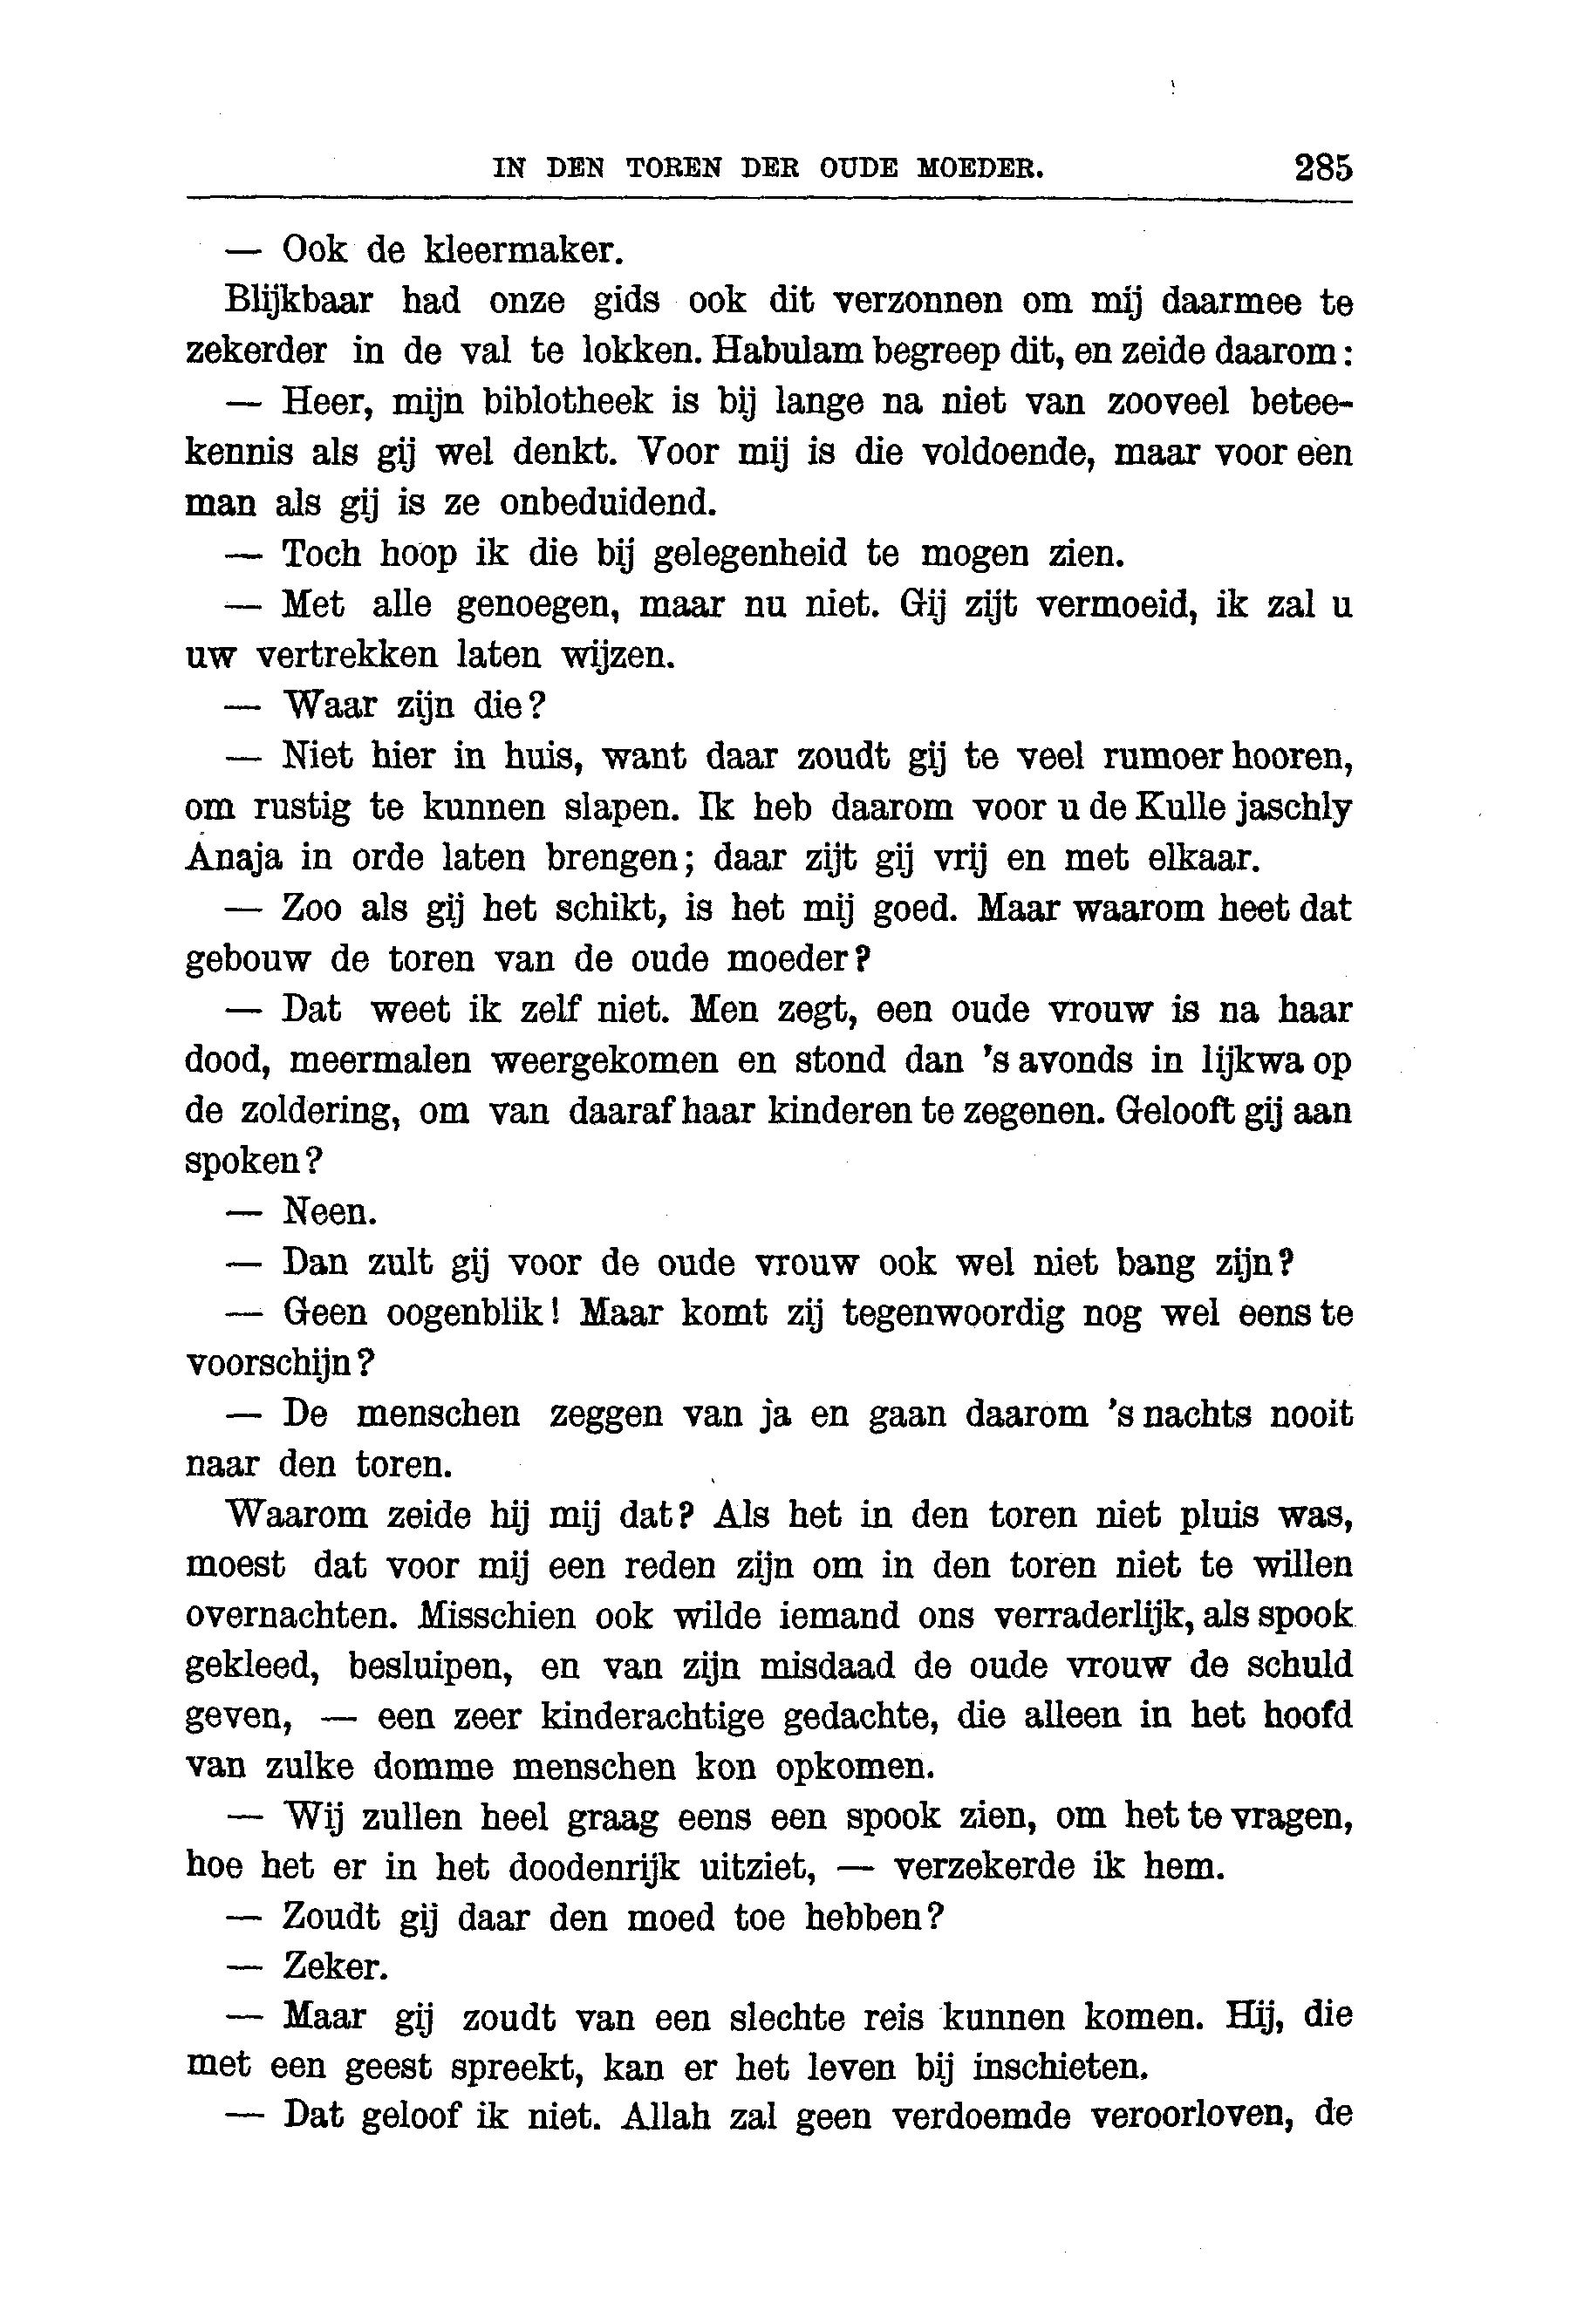 IN DEN TOREN DER OUDE MOEDER. 285
— Ook de kleermaker.
Blijkbaar had onze gids ook dit verzonnen om mij daarmee te
zekerder in de val te lokken. Habulam begreep dit, en zeide daarom:
— Heer, mijn biblotheek is bij lange na niet van zooveel betee-
kennis als gij wel denkt. Voor mij is die voldoende, maar voor een
man als gij is ze onbeduidend.
— Toch hoop ik die bij gelegenheid te mogen zien.
— Met alle genoegen, maar nu niet. Gij zijt vermoeid, ik zal u
uw vertrekken laten wijzen.
— Waar zijn die?
— Niet hier in huis, want daar zoudt gij te veel rumoer hooren,
om rustig te kunnen slapen. Ik heb daarom voor u de Kulle jaschly
Anaja in orde laten brengen; daar zijt gij vrij en met elkaar.
— Zoo als gij het schikt, is het mij goed. Maar waarom heet dat
gebouw de toren van de oude moeder?
— Dat weet ik zelf niet. Men zegt, een oude vrouw is na haar
dood, meermalen weergekomen en stond dan 's avonds in lijkwa op
de zoldering, om van daaraf haar kinderen te zegenen. Gelooft gij aan
spoken?
— Neen.
— Dan zult gij voor de oude vrouw ook wel niet bang zijn?
— Geen oogenblik! Maar komt zij tegenwoordig nog wel eens te
voorschijn?
— De menschen zeggen van ja en gaan daarom 's nachts nooit
naar den toren.
Waarom zeide hij mij dat? Als het in den toren niet pluis was,
moest dat voor mij een reden zijn om in den toren niet te willen
overnachten. Misschien ook wilde iemand ons verraderlijk, als spook
gekleed, besluipen, en van zijn misdaad de oude vrouw de schuld
geven, — een zeer kinderachtige gedachte, die alleen in het hoofd
van zulke domme menschen kon opkomen.
— Wij zullen heel graag eens een spook zien, om het te vragen,
hoe het er in het doodenrijk uitziet, — verzekerde ik hem.
— Zoudt gij daar den moed toe hebben?
— Zeker.
— Maar gij zoudt van een slechte reis kunnen komen. Hij, die
met een geest spreekt, kan er het leven bij inschieten.
— Dat geloof ik niet. Allah zal geen verdoemde veroorloven, de